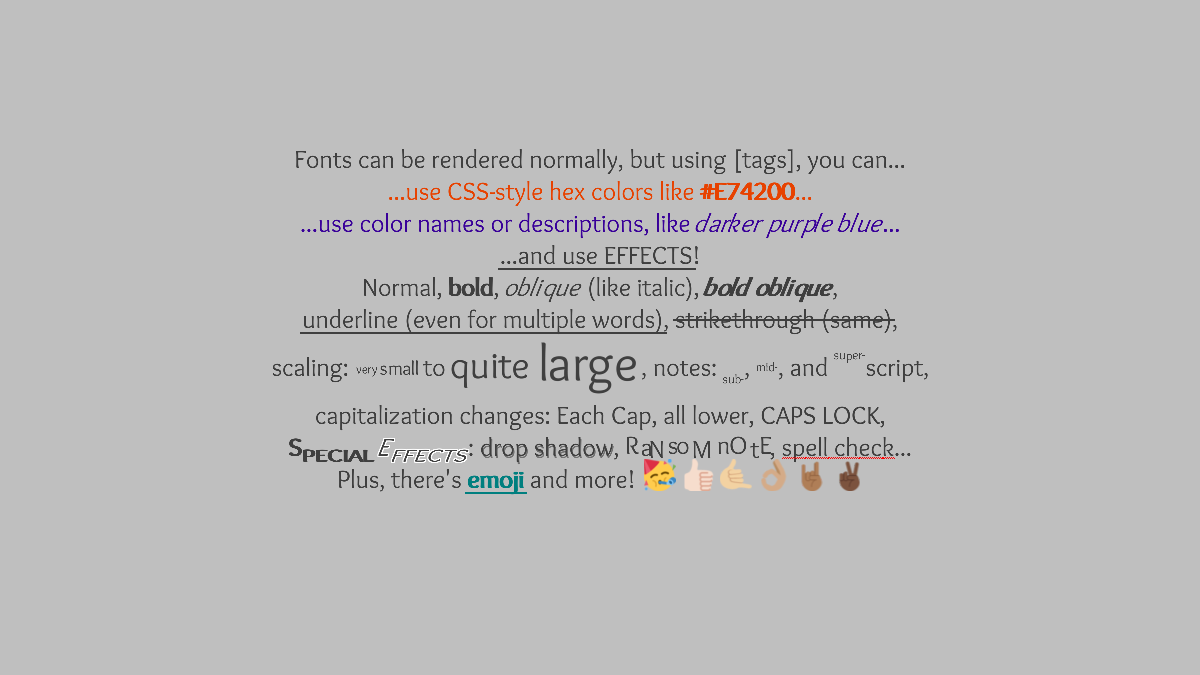 Fonts can be rendered normally, but using [tags], you can...
...use CSS-style hex colors like #E74200...
...use color names or descriptions, like darker purple blue...
...and use EFFECTS!
Normal, bold, oblique (like italic), bold oblique,
underline (even for multiple words), strikethrough (same),
scaling: very small to quite large, notes: sub-, mid-, and super-script,
capitalization changes: Each Cap, all lower, CAPS LOCK,
SPECIAL EFFECTS: drop shadow, RaNsoM nOtE, spell check...
Plus, there's emoji and more! 🥳👍🏻🤙🏼👌🏽🤘🏾✌🏿